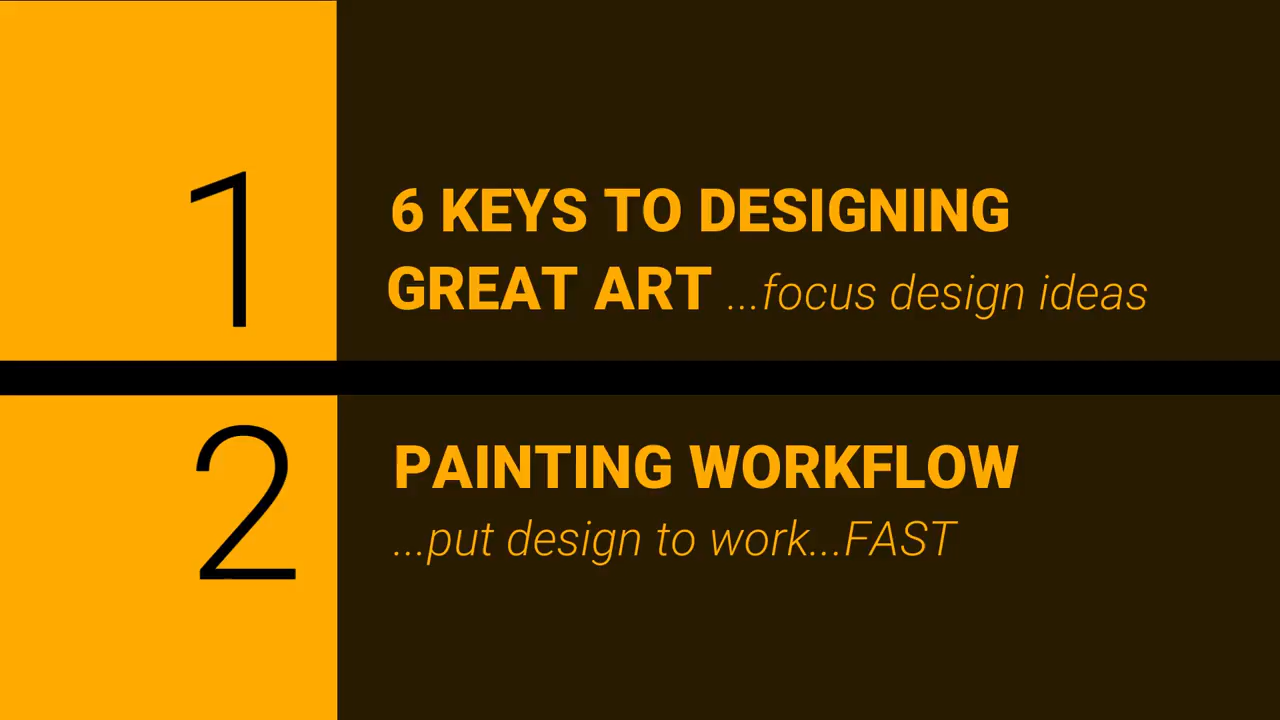 1
6 KEYS TO DESIGNING
GREAT ART ...focus design ideas
2
PAINTING WORKFLOW
...put design to work...FAST